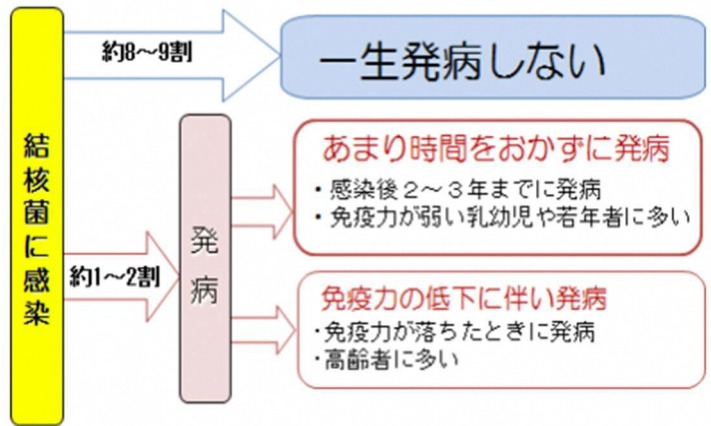 結核菌に感染
約8～9割
一生発病しない
約1～2割
発病
あまり時間をおかずに発病
・感染後２～３年までに発病
・免疫力が弱い乳幼児や若年者に多い
免疫力の低下に伴い発病
・免疫力が落ちたときに発病
・高齢者に多い